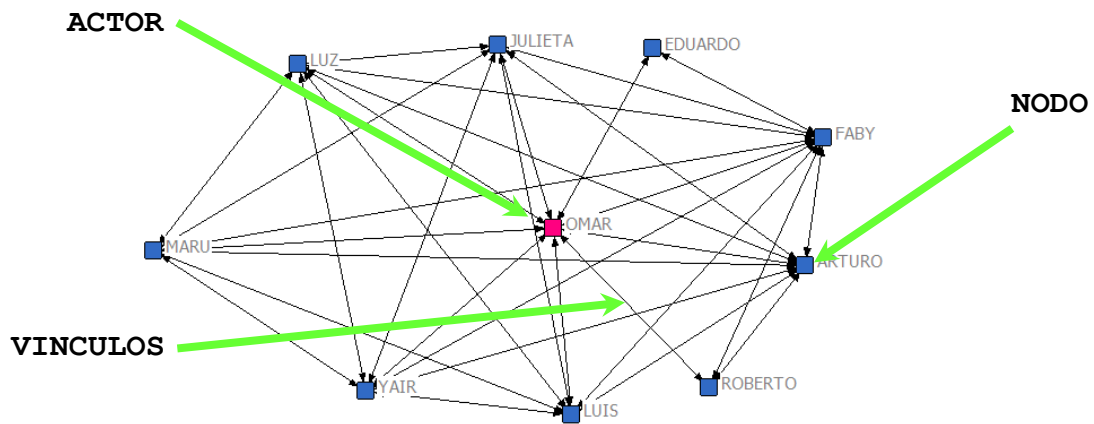 ACTOR
JULIETA
EDUARDO
LUZ
NODO
FABY
OMAR
MARU
ARTURO
VINCULOS
YAIR
ROBERTO
LUIS